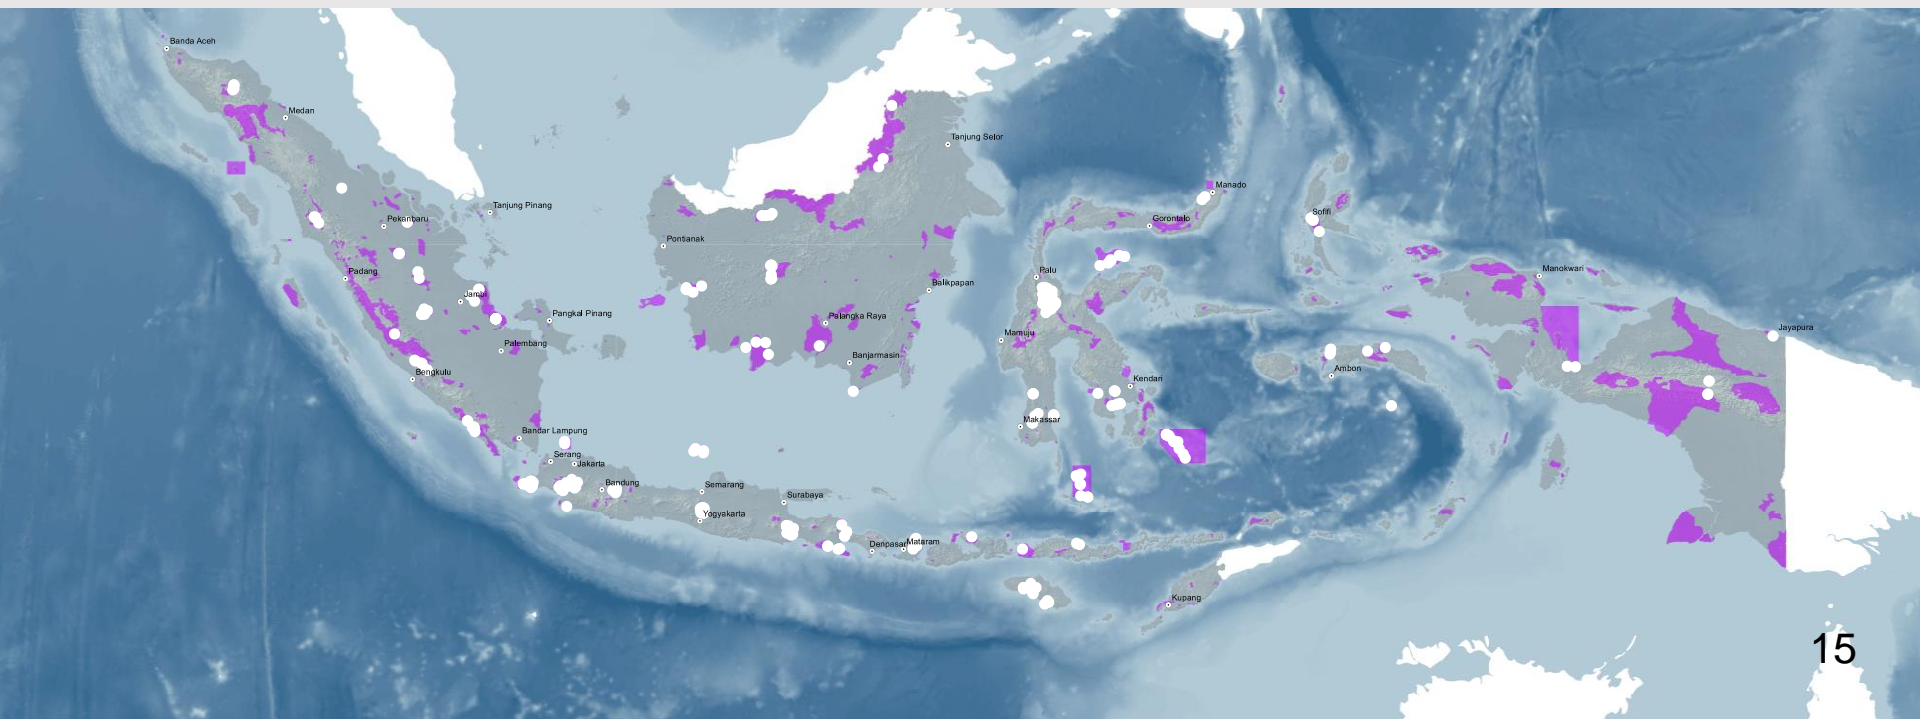 Banda Aceh
Medan
Tanjung Selor
Manado
Tanjung Pinang
Sofifi
Pekanbaru
Gorontalo
Pontianak
Padang
Palu
Manokwari
Balikpapan
Jambi
Pangkal Pinang
Palangka Raya
Jayapura
Mamuju
Palembang
Banjarmasin
Ambon
Bengkulu
Kendari
Makassar
Bandar Lampung
Serang
Jakarta
Bandung
Semarang
Surabaya
Yogyakarta
Denpasar
Mataram
Kupang
15